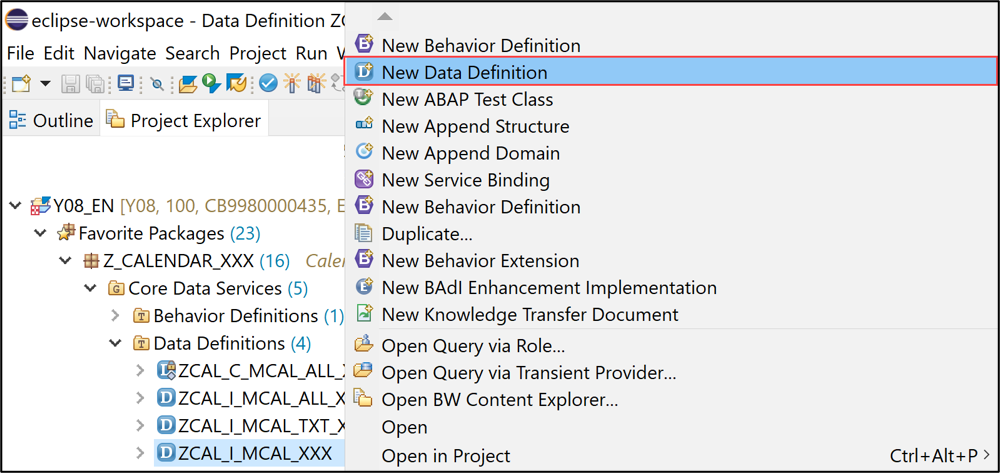 eclipse-workspace - Data Definition ZC
File Edit Navigate Search Project Run W
Outline Project Explorer
Y08_EN [Y08, 100, CB9980000435, E
Favorite Packages (23)
Z_CALENDAR_XXX (16) Calen
Core Data Services (5)
Behavior Definitions (1)
Data Definitions (4)
ZCAL_C_MCAL_ALL_X
ZCAL_I_MCAL_ALL_X
ZCAL_I_MCAL_TXT_X
ZCAL_I_MCAL_XXX
New Behavior Definition
New Data Definition
New ABAP Test Class
New Append Structure
New Append Domain
New Service Binding
New Behavior Definition
Duplicate...
New Behavior Extension
New BAdI Enhancement Implementation
New Knowledge Transfer Document
Open Query via Role...
Open Query via Transient Provider...
Open BW Content Explorer...
Open
Open in Project Ctrl+Alt+P >